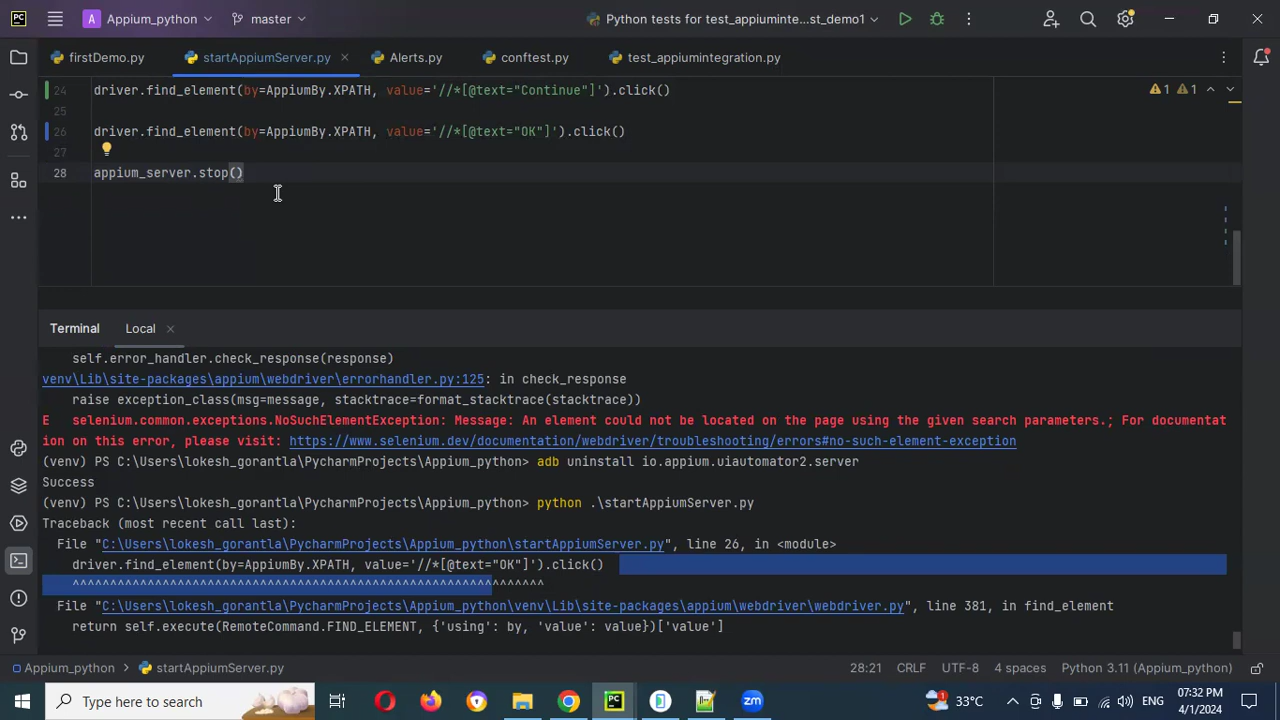 PC
A Appium_python
master
Python tests for test_appiuminte...st_demo1
firstDemo.py
startAppiumServer.py
Alerts.py
conftest.py
test_appiumintegration.py
24 driver.find_element(by=AppiumBy.XPATH, value='//*[@text="Continue"]').click()
1 1
25
26 driver.find_element(by=AppiumBy.XPATH, value='//*[@text="OK"]').click()
27
28 appium_server.stop()
Terminal Local
self.error_handler.check_response(response)
venv\Lib\site-packages\appium\webdriver\errorhandler.py:125: in check_response
raise exception_class(msg=message, stacktrace=format_stacktrace(stacktrace))
E selenium.common.exceptions.NoSuchElementException: Message: An element could not be located on the page using the given search parameters.; For documentat
ion on this error, please visit: https://www.selenium.dev/documentation/webdriver/troubleshooting/errors#no-such-element-exception
(venv) PS C:\Users\lokesh_gorantla\PycharmProjects\Appium_python> adb uninstall io.appium.uiautomator2.server
Success
(venv) PS C:\Users\lokesh_gorantla\PycharmProjects\Appium_python> python .\startAppiumServer.py
Traceback (most recent call last):
File "C:\Users\lokesh_gorantla\PycharmProjects\Appium_python\startAppiumServer.py", line 26, in <module>
driver.find_element(by=AppiumBy.XPATH, value='//*[@text="OK"]').click()
^^^^^^^^^^^^^^^^^^^^^^^^^^^^^^^^^^^^^^^^^^^^^^^^^^^^^^^^^^^^^^^
File "C:\Users\lokesh_gorantla\PycharmProjects\Appium_python\venv\Lib\site-packages\appium\webdriver\webdriver.py", line 381, in find_element
return self.execute(RemoteCommand.FIND_ELEMENT, {'using': by, 'value': value})['value']
Appium_python > startAppiumServer.py
28:21 CRLF UTF-8 4 spaces Python 3.11 (Appium_python)
Type here to search
zm
33°C
ENG
07:32 PM
4/1/2024